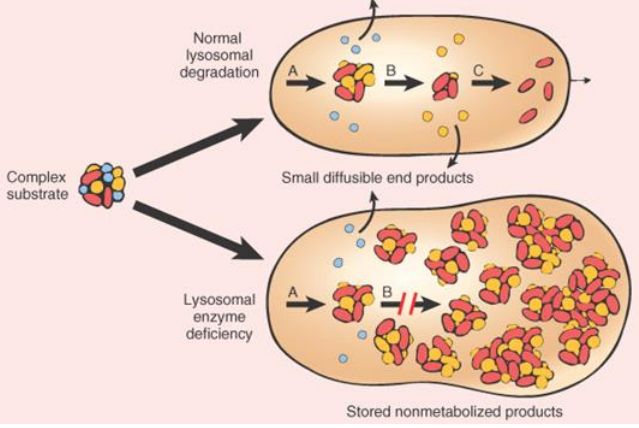 Normal
lysosomal
degradation
A
B
C
Complex
substrate
Small diffusible end products
Lysosomal
enzyme
deficiency
A
B
Stored nonmetabolized products